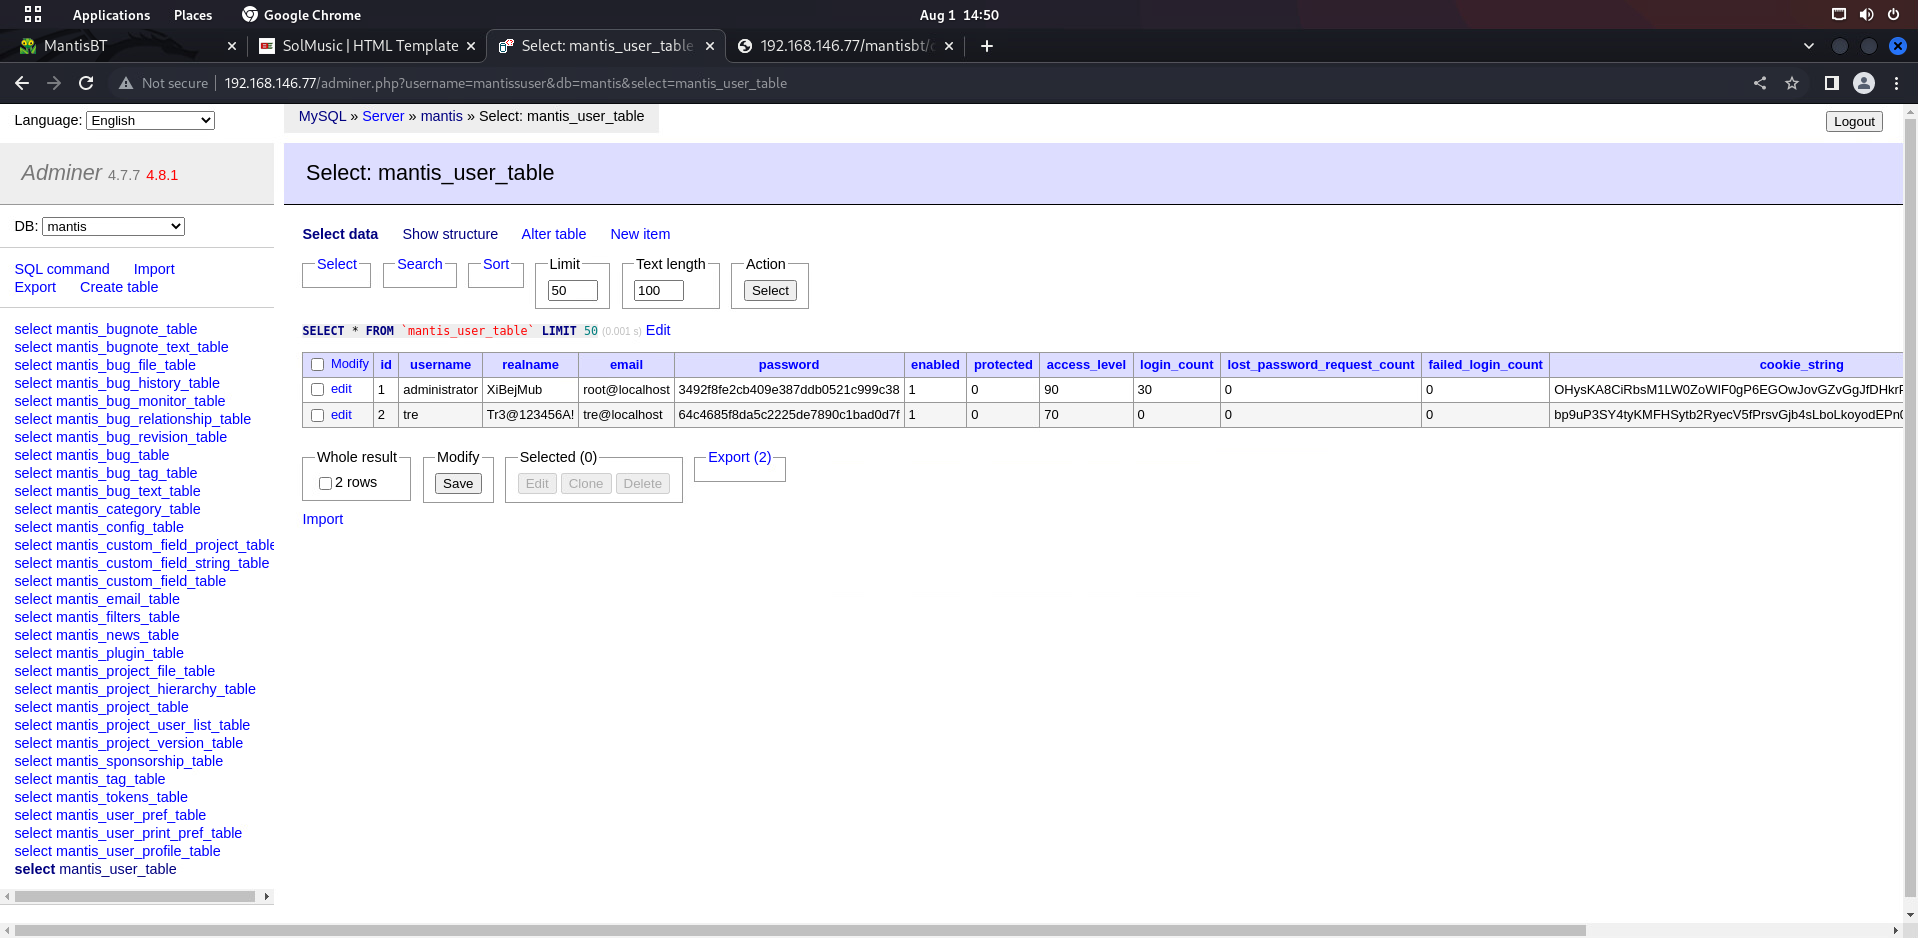 Applications Places Google Chrome Aug 1 14:50
MantisBT SolMusic | HTML Template Select: mantis_user_table 192.168.146.77/mantisbt/
Not secure 192.168.146.77/adminer.php?username=mantissuser&db=mantis&select=mantis_user_table
Language: English
MySQL » Server » mantis » Select: mantis_user_table
Logout
Adminer 4.7.7 4.8.1
Select: mantis_user_table
DB: mantis
SQL command Import
Export Create table
select mantis_bugnote_table
select mantis_bugnote_text_table
select mantis_bug_file_table
select mantis_bug_history_table
select mantis_bug_monitor_table
select mantis_bug_relationship_table
select mantis_bug_revision_table
select mantis_bug_table
select mantis_bug_tag_table
select mantis_bug_text_table
select mantis_category_table
select mantis_config_table
select mantis_custom_field_project_table
select mantis_custom_field_string_table
select mantis_custom_field_table
select mantis_email_table
select mantis_filters_table
select mantis_news_table
select mantis_plugin_table
select mantis_project_file_table
select mantis_project_hierarchy_table
select mantis_project_table
select mantis_project_user_list_table
select mantis_project_version_table
select mantis_sponsorship_table
select mantis_tag_table
select mantis_tokens_table
select mantis_user_pref_table
select mantis_user_print_pref_table
select mantis_user_profile_table
select mantis_user_table
Select data Show structure Alter table New item
Select Search Sort Limit Text length Action
50 100 Select
SELECT * FROM `mantis_user_table` LIMIT 50 (0.001 s) Edit
Modify id username realname email password enabled protected access_level login_count lost_password_request_count failed_login_count cookie_string
edit 1 administrator XiBejMub root@localhost 3492f8fe2cb409e387ddb0521c999c38 1 0 90 30 0 0 OHysKA8CiRbsM1LW0ZoWIF0gP6EGOwJovGZvGgJfDHkr
edit 2 tre Tr3@123456A! tre@localhost 64c4685f8da5c2225de7890c1bad0d7f 1 0 70 0 0 0 bp9uP3SY4tyKMFHSytb2RyecV5fPrsvGjb4sLboLkoyodEPn
Whole result Modify Selected (0) Export (2)
2 rows Save Edit Clone Delete
Import